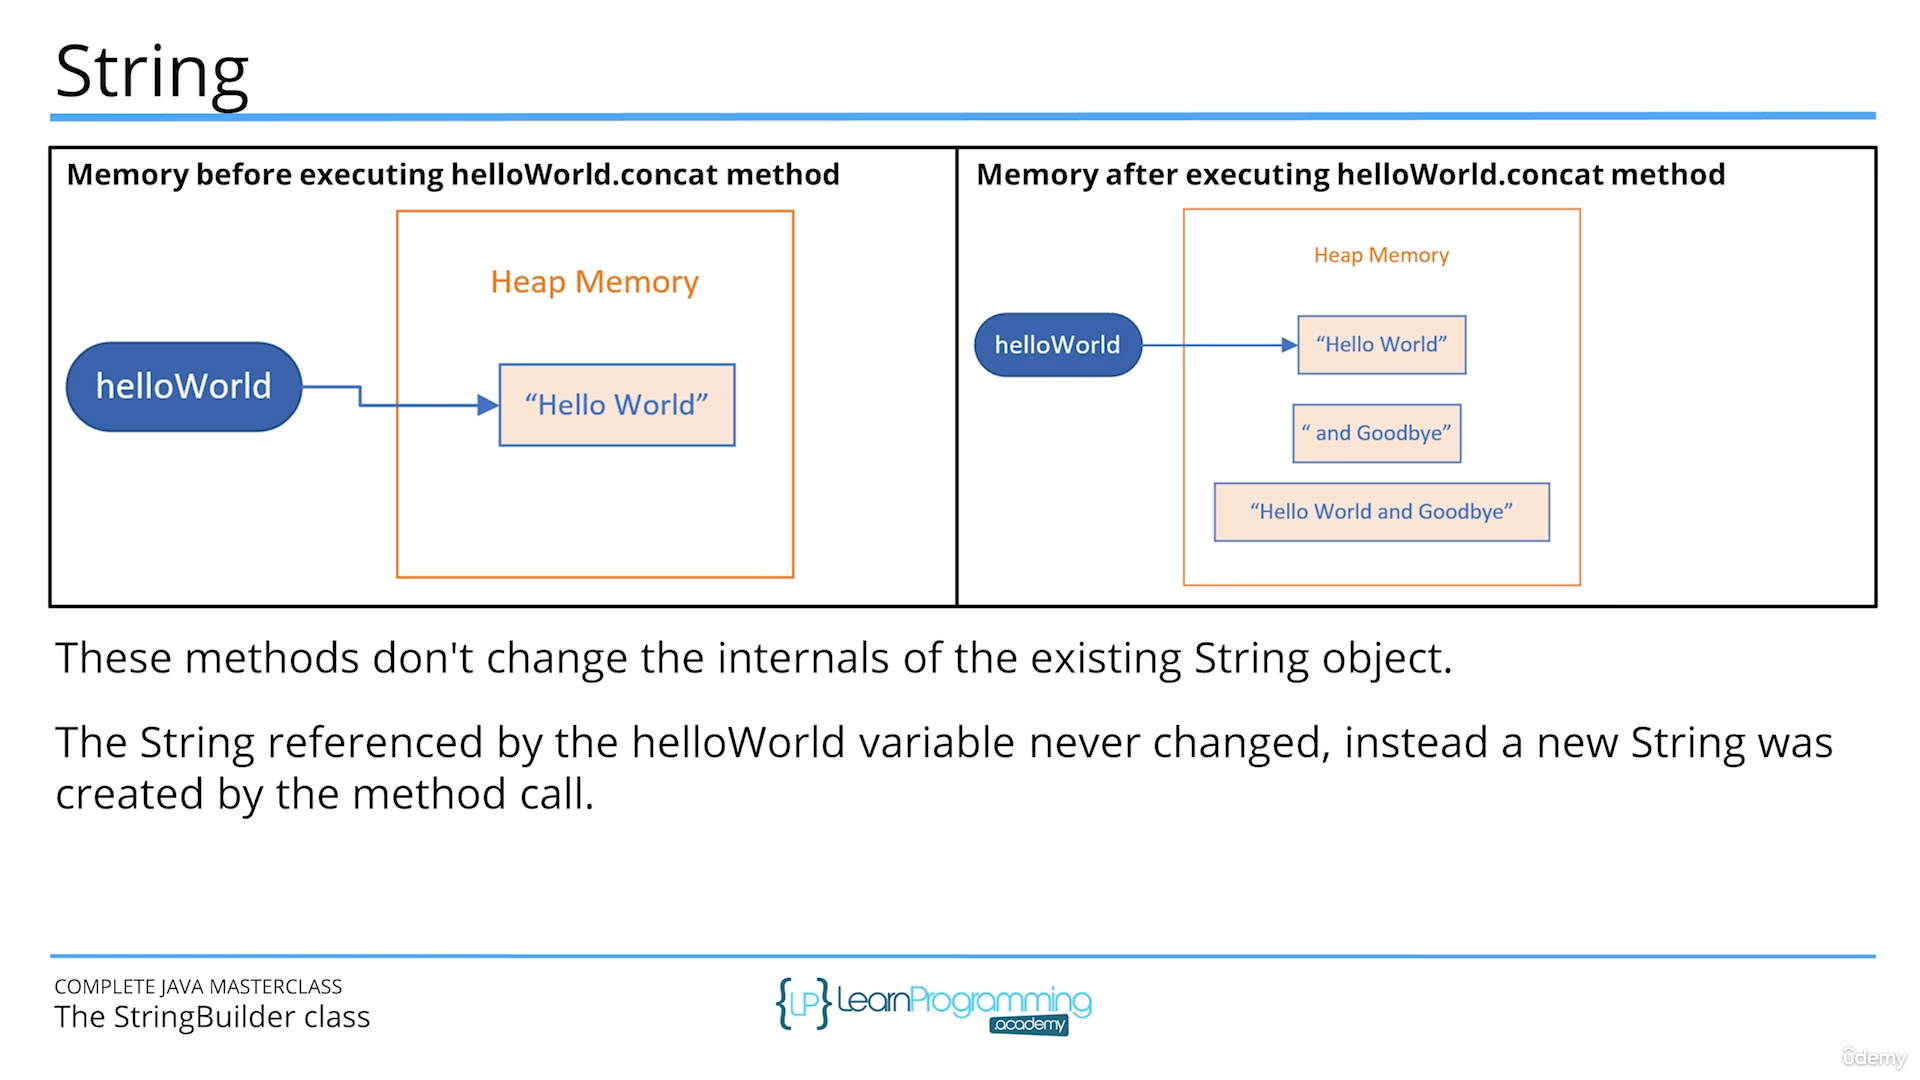 String
Memory before executing helloWorld.concat method
Heap Memory
helloWorld
“Hello World”
Memory after executing helloWorld.concat method
Heap Memory
helloWorld
“Hello World”
“ and Goodbye”
“Hello World and Goodbye”
These methods don't change the internals of the existing String object.
The String referenced by the helloWorld variable never changed, instead a new String was
created by the method call.
COMPLETE JAVA MASTERCLASS
The StringBuilder class
{LP} LearnProgramming
.academy
ûdemy